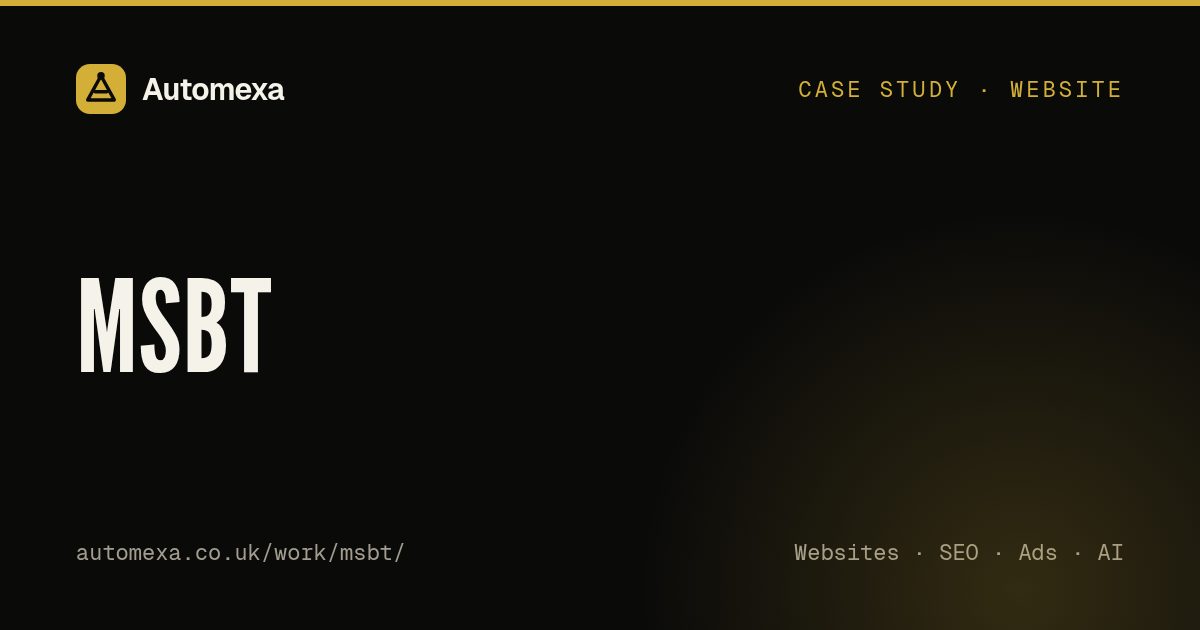 Automexa
CASE STUDY · WEBSITE
MSBT
automexa.co.uk/work/msbt/
Websites · SEO · Ads · AI